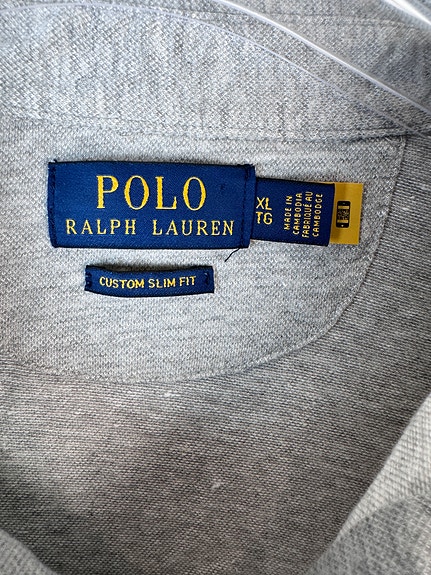 POLO
RALPH LAUREN
XL
TG
MADE IN
CAMBODIA
FABRIQUÉ AU
CAMBODGE
CUSTOM SLIM FIT